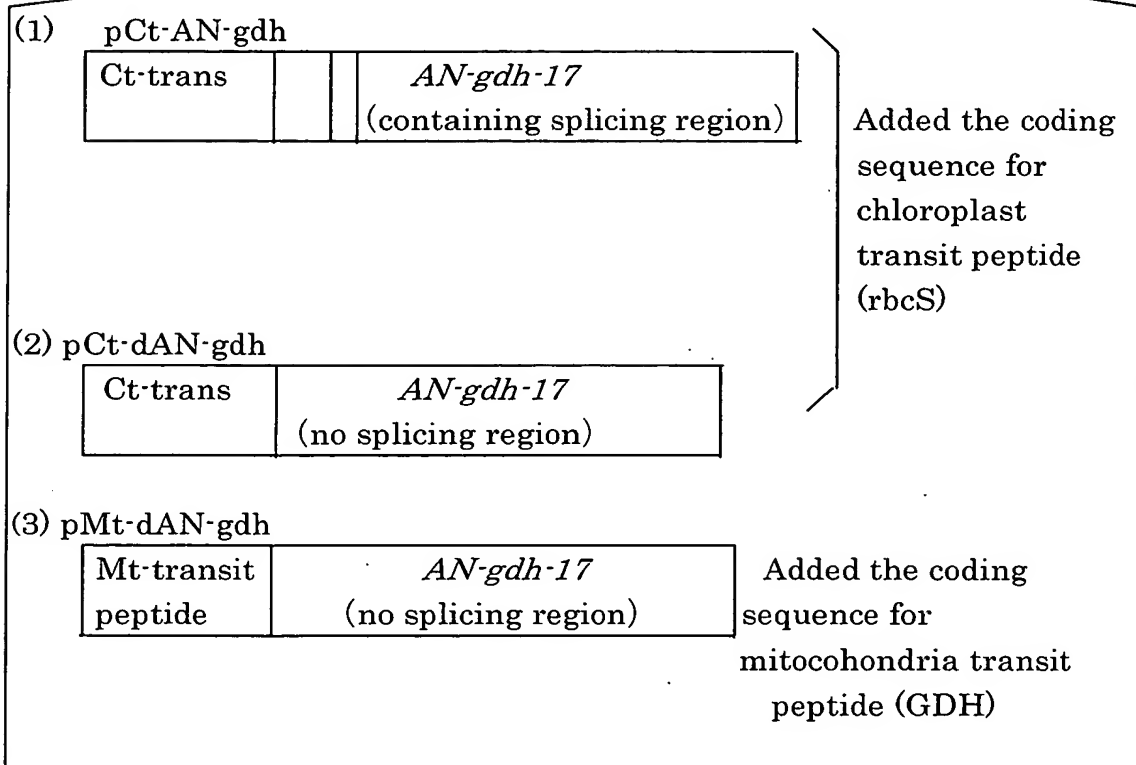 (1) pCt-AN-gdh
Ct-trans
AN-gdh-17
(containing splicing region)
Added the coding
sequence for
chloroplast
transit peptide
(rbcS)
(2) pCt-dAN-gdh
Ct-trans
AN-gdh-17
(no splicing region)
(3) pMt-dAN-gdh
Mt-transit
peptide
AN-gdh-17
(no splicing region)
Added the coding
sequence for
mitocohondria transit
peptide (GDH)